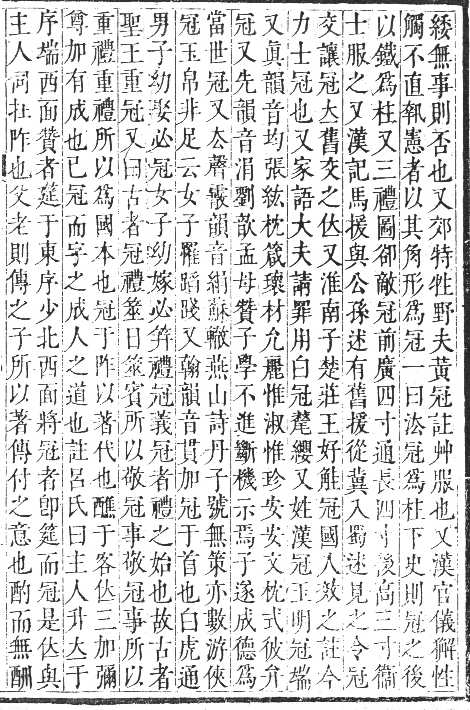 緌無事則否也又郊特牲野夫黃冠註艸服也又漢官儀獬性
觸不直執憲者以其角形爲冠一曰法冠爲柱下史則冠之後
以鐵爲柱又三禮圖卻敵冠前廣四寸通長四寸後高三寸衞
士服之又漢記馬援與公孫述有舊援從冀入蜀述見之令冠
交讓冠大舊交之位又淮南子楚莊王好觟冠國人效之註今
力士冠也又家語大夫請罪用白冠氂纓又姓漢冠玉明冠端
又眞韻音均張紘枕箴瓌材允麗惟淑惟珍安安文枕式彼弁
冠又先韻音涓劉歆孟母贊子學不進斷機示焉子遂成德爲
當世冠又厺聲霰韻音絹蘇轍燕山詩丹子號無策亦數游俠
冠玉帛非足云女子罹蹈踐又翰韻音貫加冠于首也白虎通
男子幼娶必冠女子幼嫁必筓禮冠義冠者禮之始也故古者
聖王重冠又曰古者冠禮筮日筮賓所以敬冠事敬冠事所以
重禮重禮所以爲國本也冠于阼以著代也醮于客位三加彌
尊加有成也已冠而字之成人之道也註呂氏曰主人升大于
序端西面贊者筵于東序少北西面將冠者卽筵而冠是位與
主人同在阼也父老則傳之子所以著傳付之意也酌而無酬